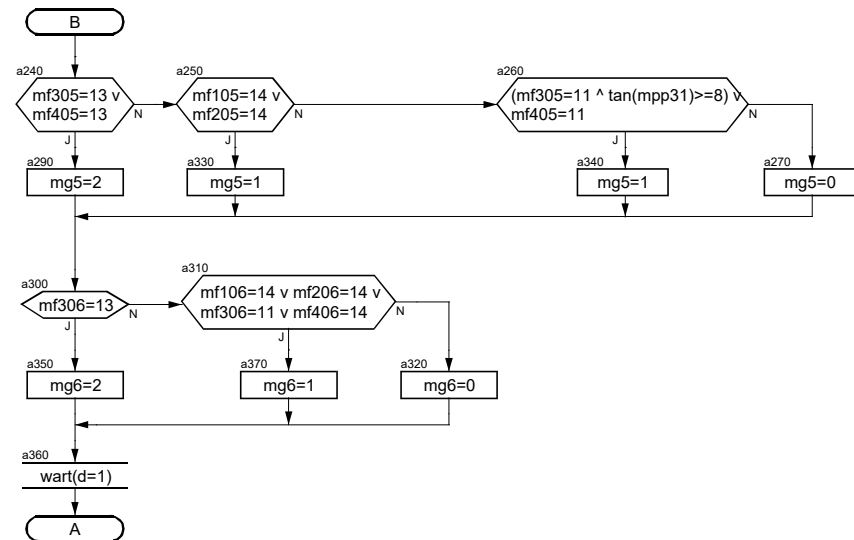 B
a240
mf305=13 v
mf405=13
N
J
a250
mf105=14 v
mf205=14
N
J
a260
(mf305=11 ^ tan(mpp31)>=8) v
mf405=11
N
J
a290
mg5=2
a330
mg5=1
a340
mg5=1
a270
mg5=0
a300
mf306=13
N
J
a310
mf106=14 v mf206=14 v
mf306=11 v mf406=14
N
J
a350
mg6=2
a370
mg6=1
a320
mg6=0
a360
wart(d=1)
A